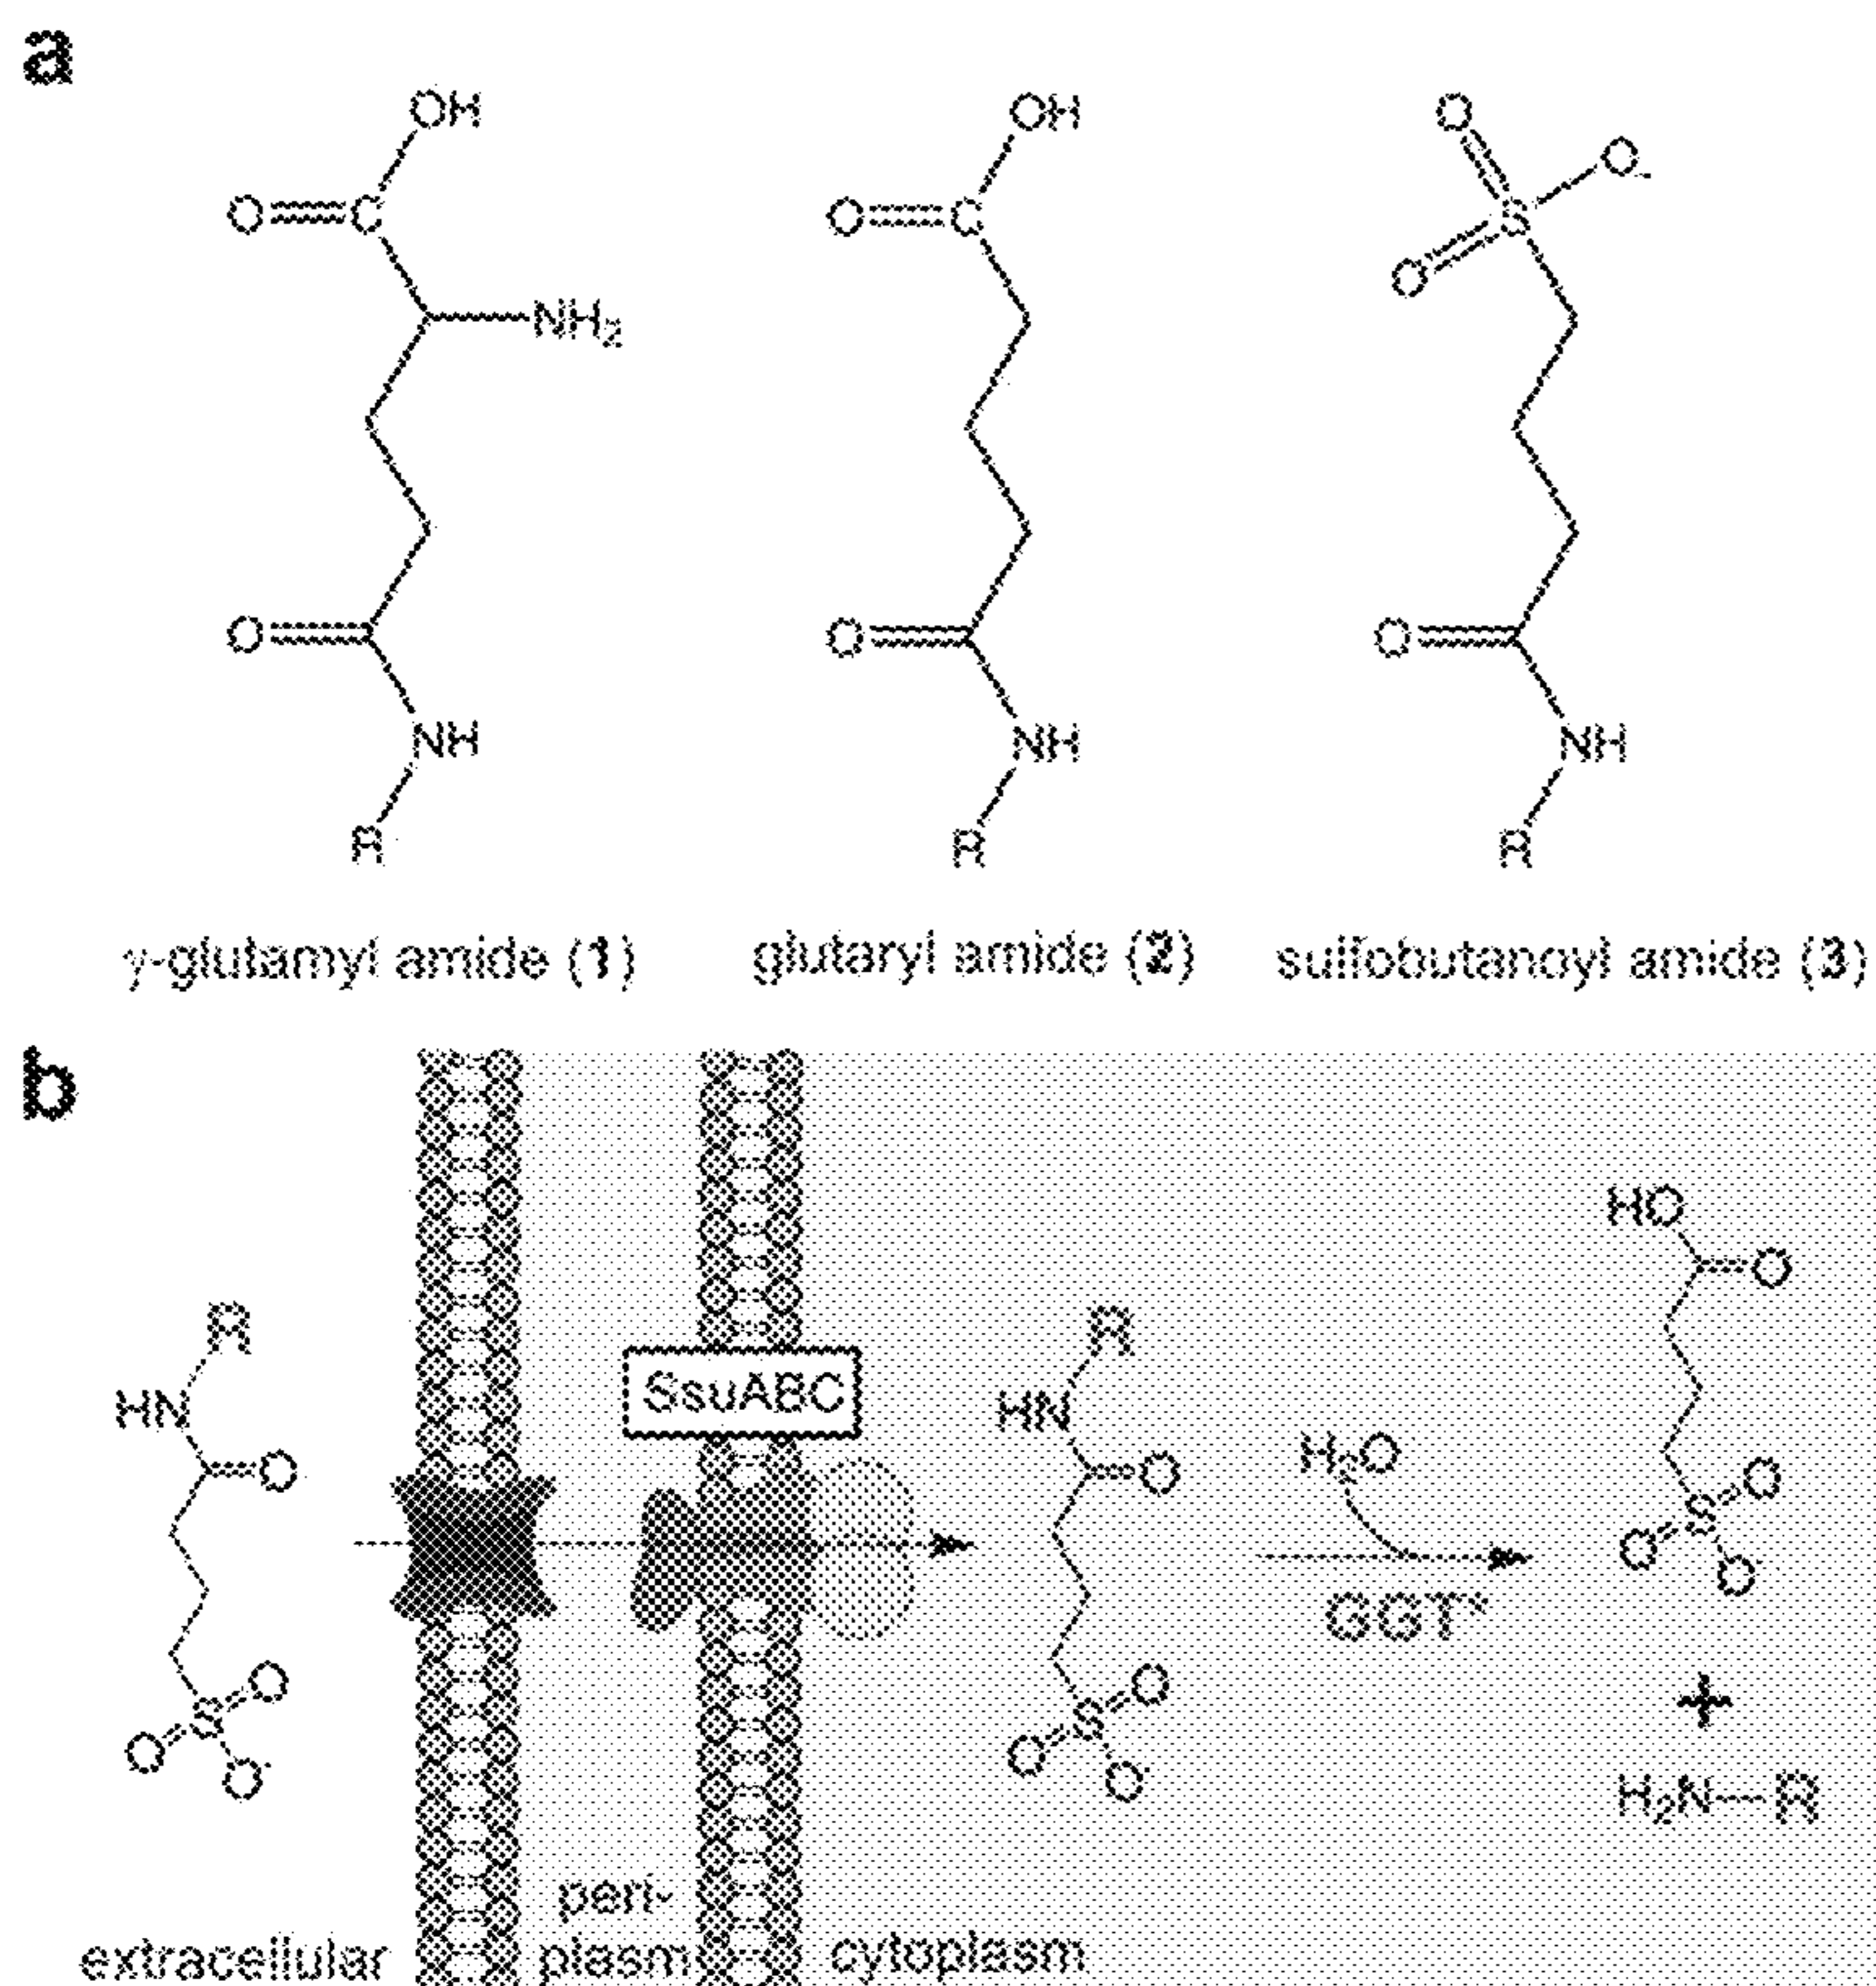 a
OH
OH
O
O
O=C
O=C
S
O
NH₂
O
O
O
NH
NH
NH
R
R
R
γ-glutamyl amide (1)
glutaryl amide (2)
sulfobutanoyl amide (3)
b
HO
O
R
SsuABC
R
HN
HN
H₂O
O
O
O
S
O
GGT*
O
O
O
S
S
+
O
O
O
O
H₂N—R
peri-
extracellular
plasm
cytoplasm